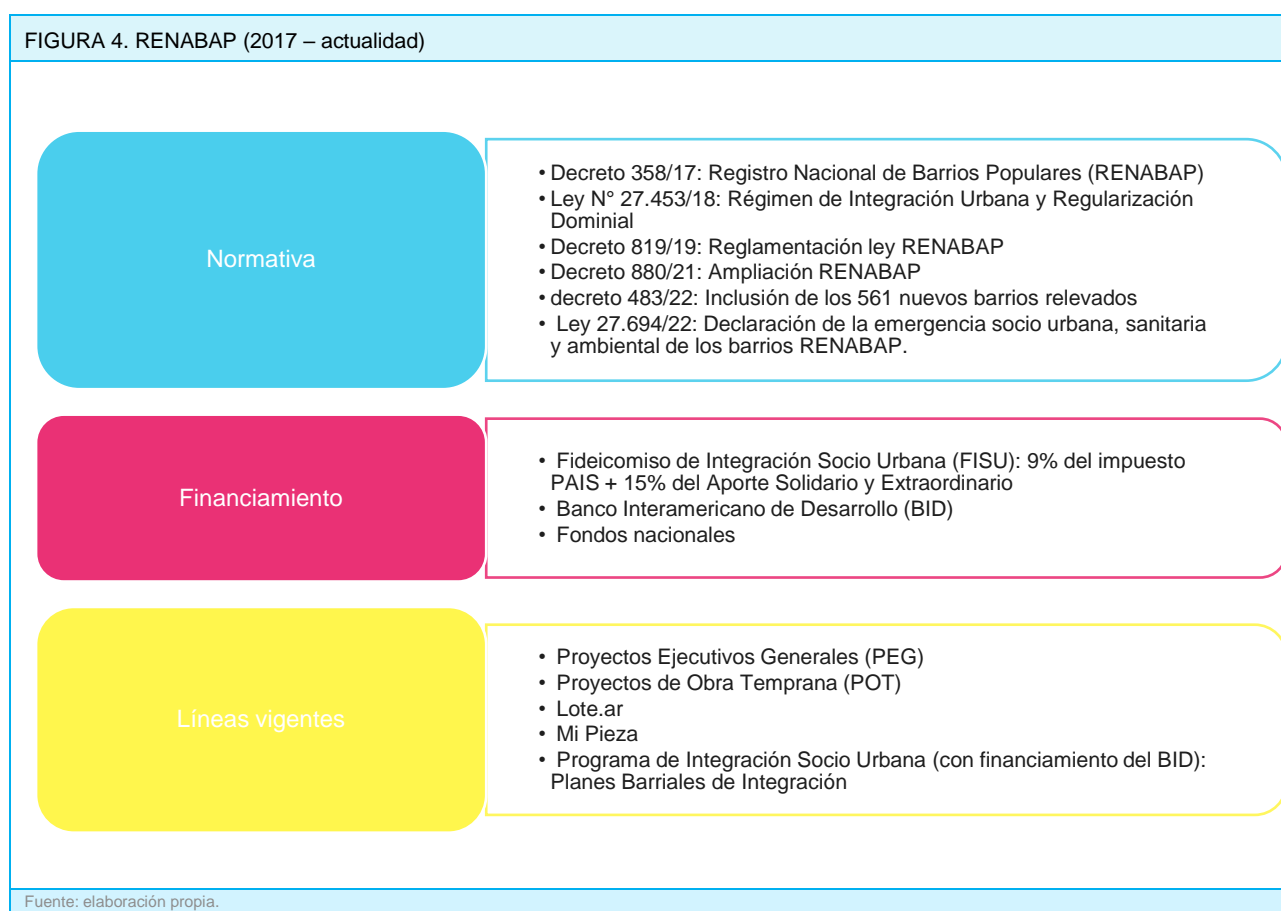 FIGURA 4. RENABAP (2017 – actualidad)
Normativa
• Decreto 358/17: Registro Nacional de Barrios Populares (RENABAP)
• Ley N° 27.453/18: Régimen de Integración Urbana y Regularización
Dominial
• Decreto 819/19: Reglamentación ley RENABAP
• Decreto 880/21: Ampliación RENABAP
• decreto 483/22: Inclusión de los 561 nuevos barrios relevados
• Ley 27.694/22: Declaración de la emergencia socio urbana, sanitaria
y ambiental de los barrios RENABAP.
Financiamiento
• Fideicomiso de Integración Socio Urbana (FISU): 9% del impuesto
PAIS + 15% del Aporte Solidario y Extraordinario
• Banco Interamericano de Desarrollo (BID)
• Fondos nacionales
Líneas vigentes
• Proyectos Ejecutivos Generales (PEG)
• Proyectos de Obra Temprana (POT)
• Lote.ar
• Mi Pieza
• Programa de Integración Socio Urbana (con financiamiento del BID):
Planes Barriales de Integración
Fuente: elaboración propia.